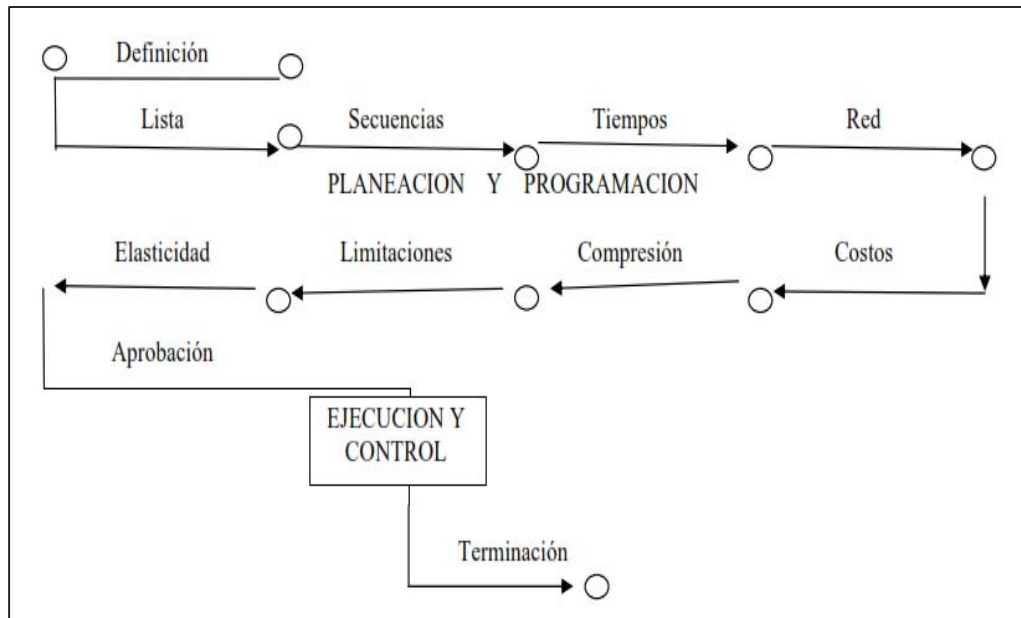 Definición
Lista Secuencias Tiempos Red
PLANEACION Y PROGRAMACION
Elasticidad Limitaciones Compresión Costos
Aprobación
EJECUCION Y
CONTROL
Terminación